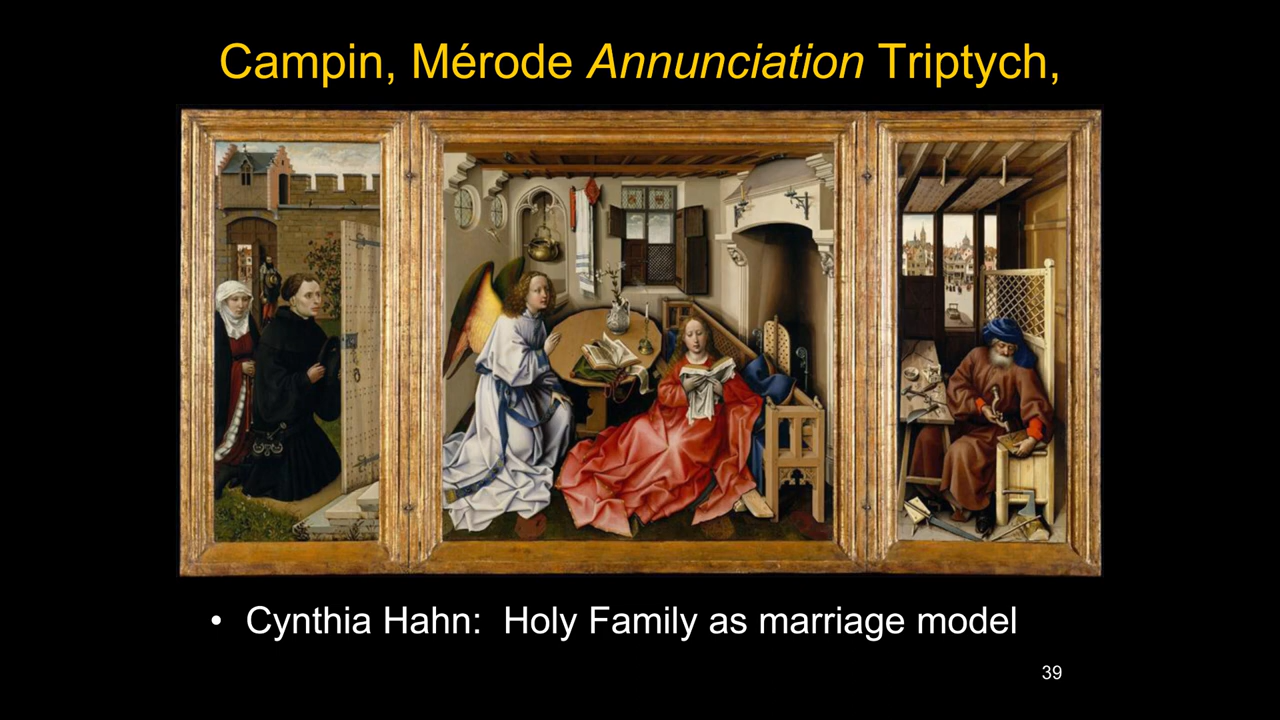 Campin, Mérode Annunciation Triptych,
• Cynthia Hahn:  Holy Family as marriage model
39